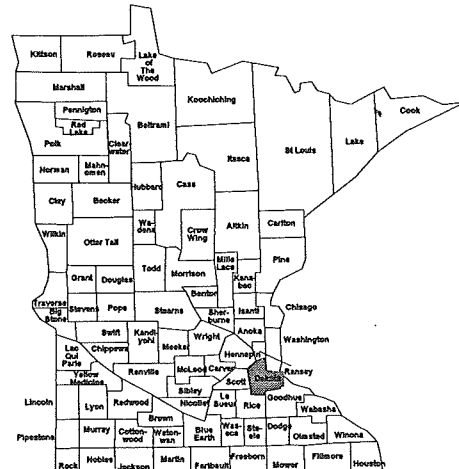 Kittson
Roseau
Lake of The Wood
Marshall
Koochiching
Pennington
Red Lake
Beltrami
Polk
Clear-water
Cook
Lake
St Louis
Itasca
Norman
Mahn-omen
Hubbard
Cass
Clay
Becker
Wa-dena
Crow Wing
Aitkin
Carlton
Wilkin
Otter Tail
Pine
Todd
Morrison
Mille Lacs
Kana-bec
Grant
Douglas
Benton
Traverse
Big Stone
Stevens
Pope
Stearns
Sher-burne
Isanti
Chisago
Swift
Kandi-yohi
Meeker
Wright
Anoka
Washington
Lac Qui Parle
Chippewa
Hennepin
Renville
McLeod
Carver
Ramsey
Yellow Medicine
Scott
Dakota
Sibley
Lincoln
Lyon
Redwood
Nicollet
Le Sueur
Rice
Goodhue
Wabasha
Brown
Pipestone
Murray
Cotton-wood
Waton-wan
Blue Earth
Was-eca
Ste-ele
Dodge
Olmsted
Winona
Rock
Nobles
Jackson
Martin
Faribault
Freeborn
Mower
Fillmore
Houston